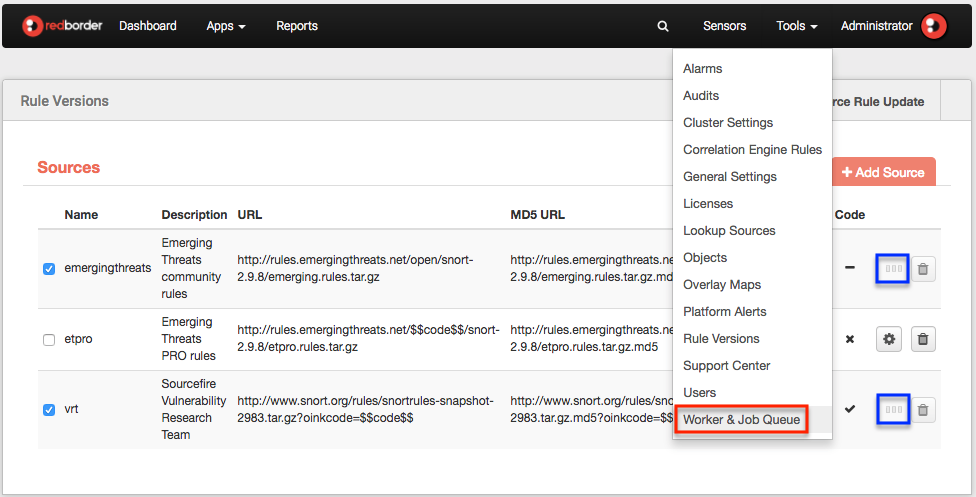 redborder Dashboard Apps Reports Sensors Tools Administrator
Rule Versions
rce Rule Update
Alarms
Audits
Cluster Settings
Correlation Engine Rules
General Settings
Licenses
Lookup Sources
Objects
Overlay Maps
Platform Alerts
Rule Versions
Support Center
Users
Worker & Job Queue
Sources
+ Add Source
Name Description URL MD5 URL Code
emergingthreats
Emerging
Threats
community
rules
http://rules.emergingthreats.net/open/snort-
2.9.8/emerging.rules.tar.gz
http://rules.emergingthreats.ne
2.9.8/emerging.rules.tar.gz.md
etpro
Emerging
Threats
PRO rules
http://rules.emergingthreats.net/$$code$$/snort-
2.9.8/etpro.rules.tar.gz
http://rules.emergingthreats.ne
2.9.8/etpro.rules.tar.gz.md5
vrt
Sourcefire
Vulnerability
Research
Team
http://www.snort.org/rules/snortrules-snapshot-
2983.tar.gz?oinkcode=$$code$$
http://www.snort.org/rules/sno
2983.tar.gz.md5?oinkcode=$$